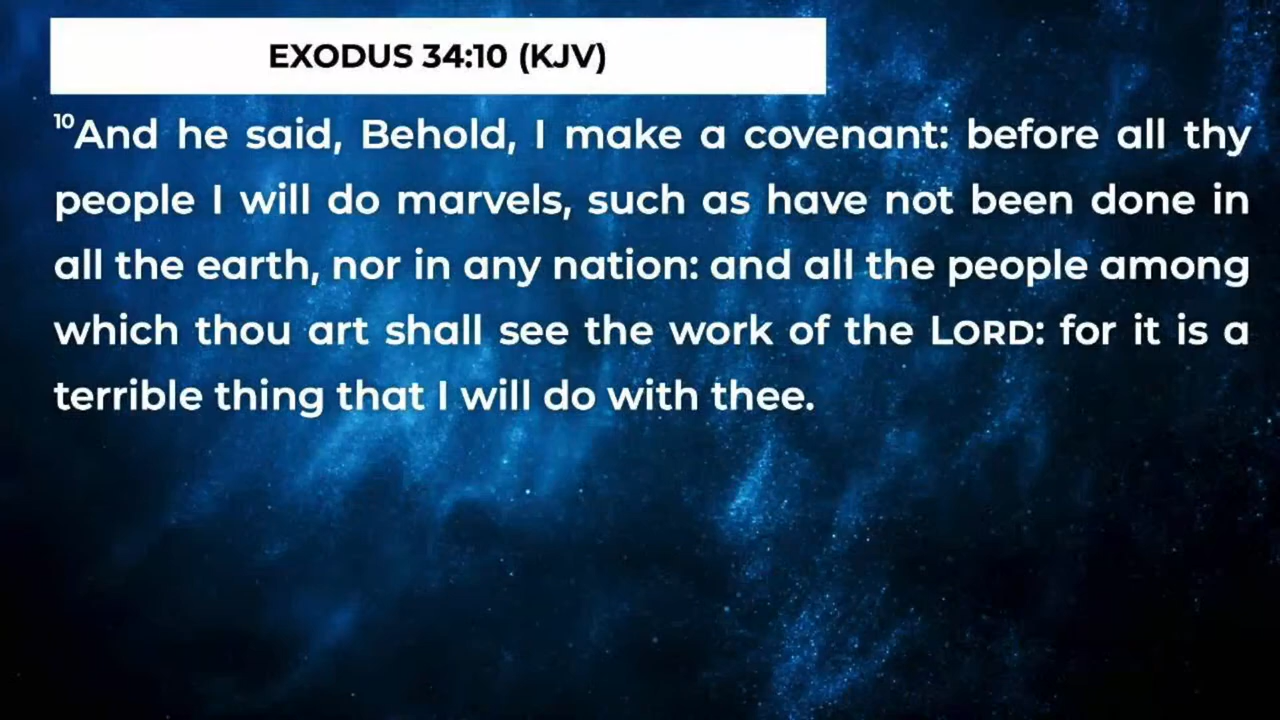 EXODUS 34:10 (KJV)
10And he said, Behold, I make a covenant: before all thy
people I will do marvels, such as have not been done in
all the earth, nor in any nation: and all the people among
which thou art shall see the work of the LORD: for it is a
terrible thing that I will do with thee.